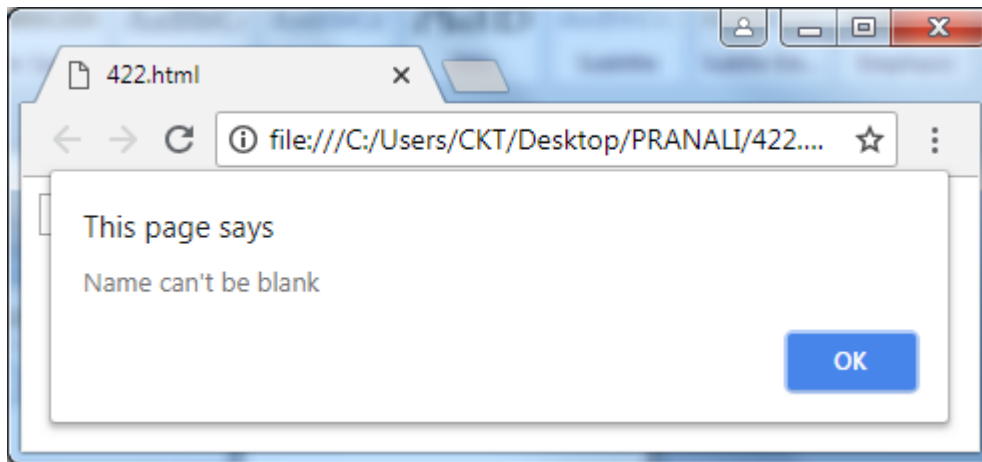 422.html
file:///C:/Users/CKT/Desktop/PRANALI/422....
This page says
Name can't be blank
OK